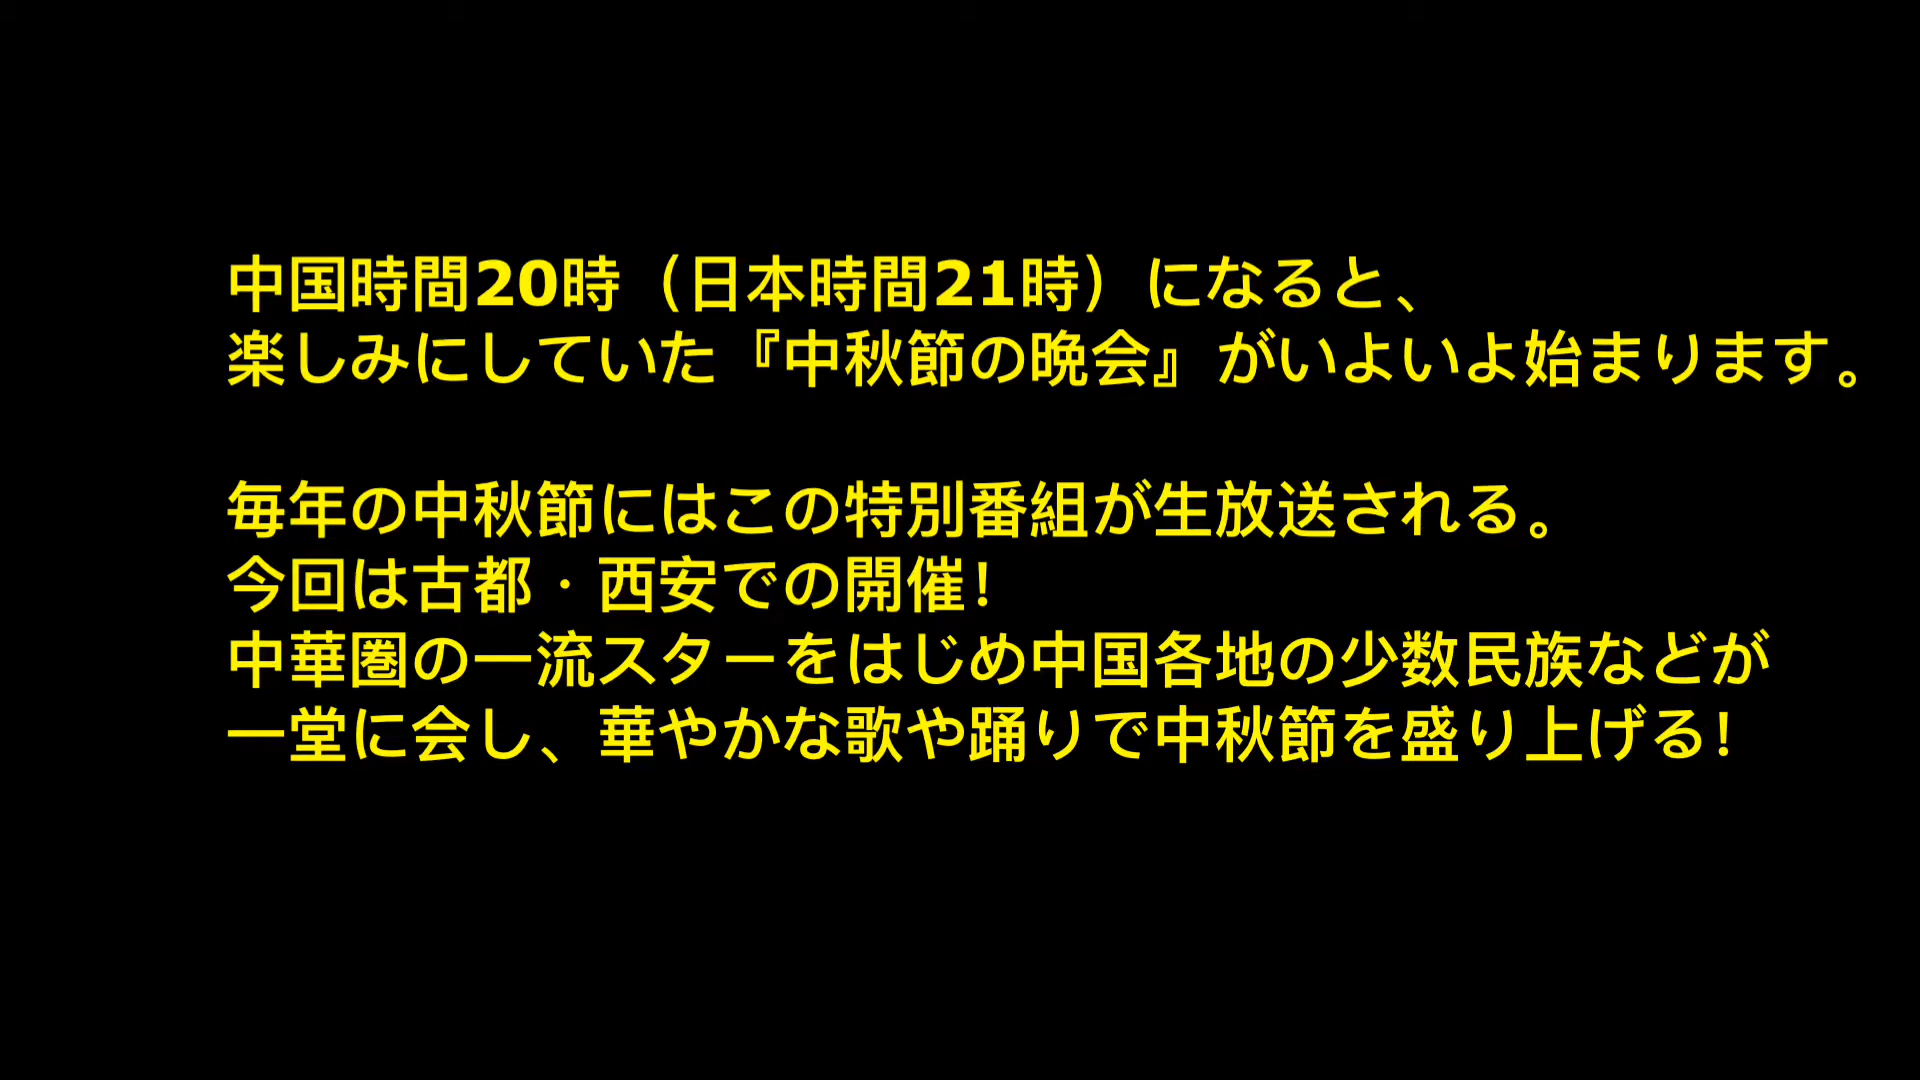 中国時間20時（日本時間21時）になると、
楽しみにしていた『中秋節の晩会』がいよいよ始まります。
毎年の中秋節にはこの特別番組が生放送される。
今回は古都・西安での開催！
中華圏の一流スターをはじめ中国各地の少数民族などが
一堂に会し、華やかな歌や踊りで中秋節を盛り上げる！